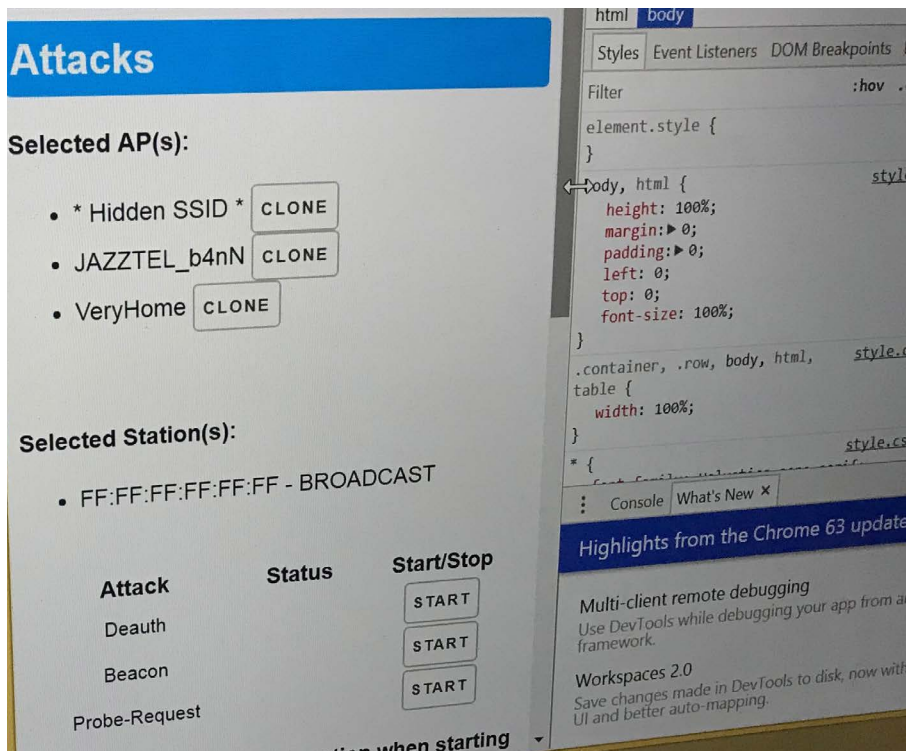 Attacks
Selected AP(s):
* Hidden SSID * CLONE
JAZZTEL_b4nN CLONE
VeryHome CLONE
Selected Station(s):
FF:FF:FF:FF:FF:FF - BROADCAST
Attack Status Start/Stop
Deauth START
Beacon START
Probe-Request START
when starting
html body
Styles Event Listeners DOM Breakpoints
Filter :hov
element.style {
}
body, html {
height: 100%;
margin:▶ 0;
padding:▶ 0;
left: 0;
top: 0;
font-size: 100%;
}
.container, .row, body, html, style.c
table {
width: 100%;
}
* { style.cs
Console What's New ×
Highlights from the Chrome 63 update
Multi-client remote debugging
Use DevTools while debugging your app from
framework.
Workspaces 2.0
Save changes made in DevTools to disk, now with
UI and better auto-mapping.